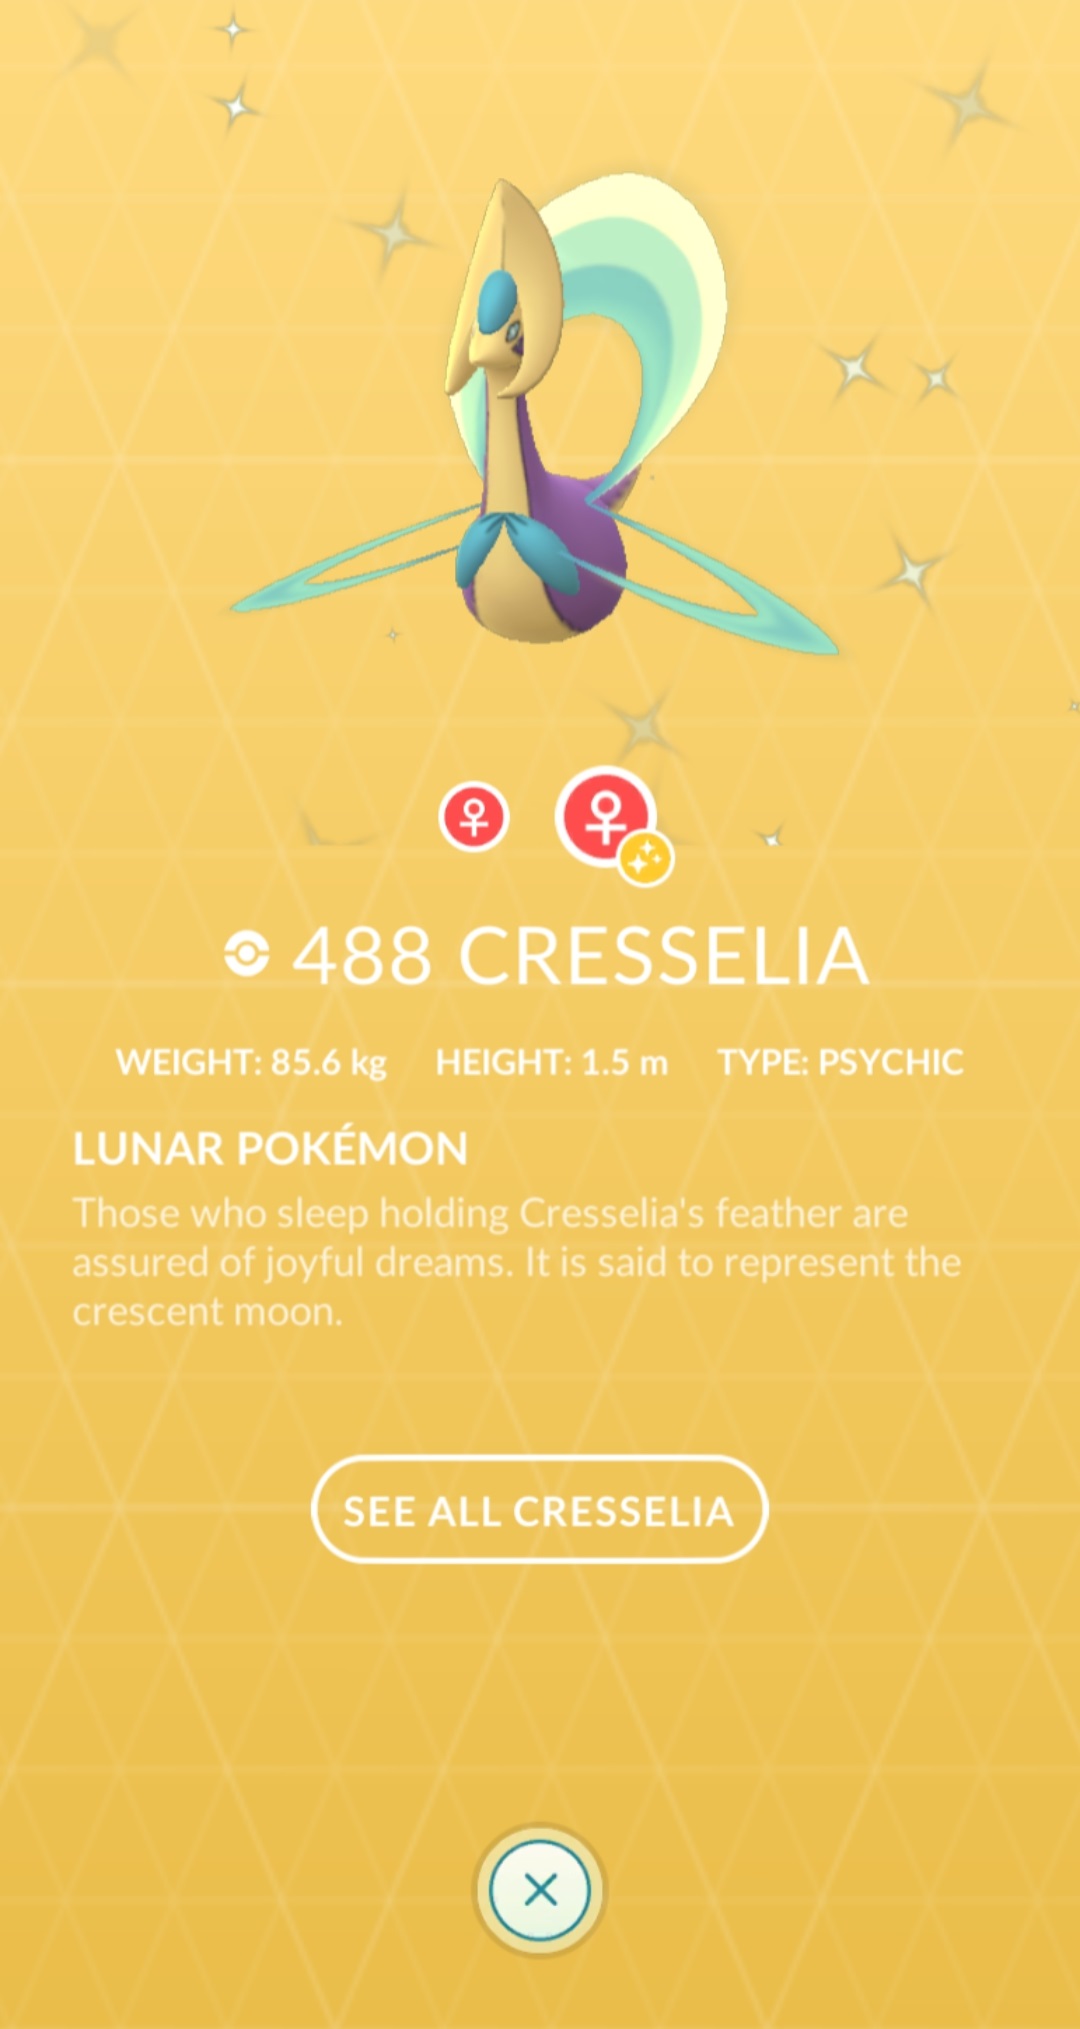 488 CRESSELIA
WEIGHT: 85.6 kg HEIGHT: 1.5 m TYPE: PSYCHIC
LUNAR POKÉMON
Those who sleep holding Cresselia's feather are
assured of joyful dreams. It is said to represent the
crescent moon.
SEE ALL CRESSELIA